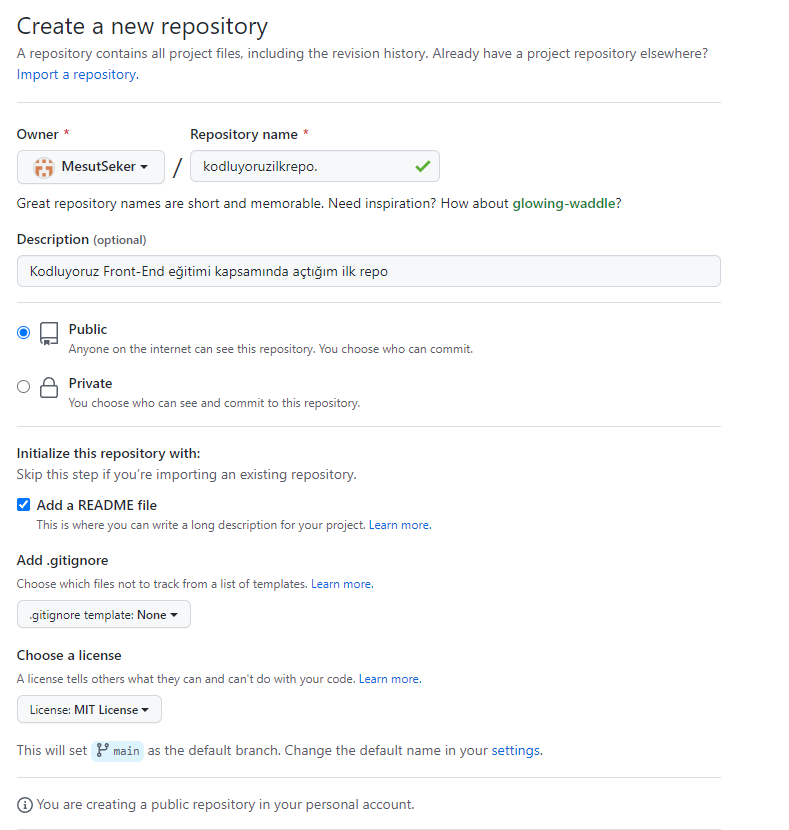 Create a new repository
A repository contains all project files, including the revision history. Already have a project repository elsewhere?
Import a repository.
Owner * Repository name *
MesutSeker / kodluyoruzilkrepo.
Great repository names are short and memorable. Need inspiration? How about glowing-waddle?
Description (optional)
Kodluyoruz Front-End eğitimi kapsamında açtığım ilk repo
Public
Anyone on the internet can see this repository. You choose who can commit.
Private
You choose who can see and commit to this repository.
Initialize this repository with:
Skip this step if you're importing an existing repository.
Add a README file
This is where you can write a long description for your project. Learn more.
Add .gitignore
Choose which files not to track from a list of templates. Learn more.
.gitignore template: None
Choose a license
A license tells others what they can and can't do with your code. Learn more.
License: MIT License
This will set main as the default branch. Change the default name in your settings.
You are creating a public repository in your personal account.